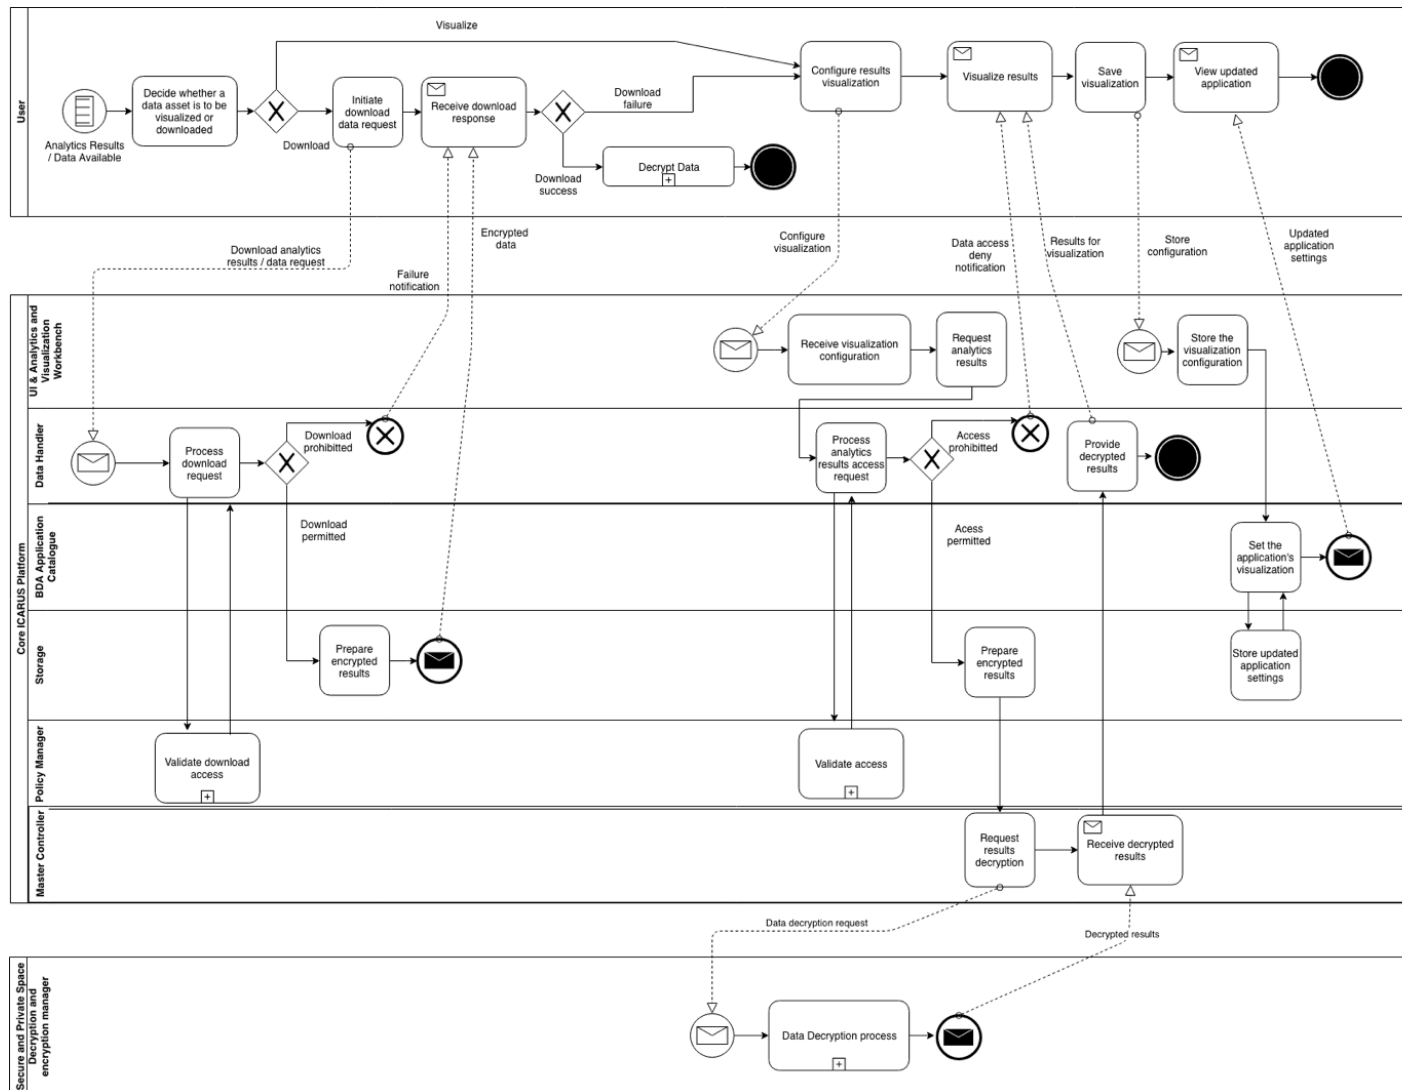 User
Visualize
Analytics Results
/ Data Available
Decide whether a
data asset is to be
visualized or
downloaded
Download
Initiate
download
data request
Receive download
response
Download
failure
Download
success
Decrypt Data
Configure results
visualization
Visualize results
Save
visualization
View updated
application
Download analytics
results / data request
Failure
notification
Encrypted
data
Configure
visualization
Data access
deny
notification
Results for
visualization
Store
configuration
Updated
application
settings
Core ICARUS Platform
UI & Analytics and
Visualization
Workbench
Receive visualization
configuration
Request
analytics
results
Store the
visualization
configuration
Data Handler
Process
download
request
Download
prohibitted
Download
permitted
Process
analytics
results access
request
Access
prohibitted
Acess
permitted
Provide
decrypted
results
BDA Application
Catalogue
Set the
application's
visualization
Storage
Prepare
encrypted
results
Prepare
encrypted
results
Store updated
application
settings
Policy Manager
Validate download
access
Validate access
Master Controller
Request
results
decryption
Receive decrypted
results
Data decryption request
Decrypted results
Secure and Private Space
Decryption and
encryption manager
Data Decryption process